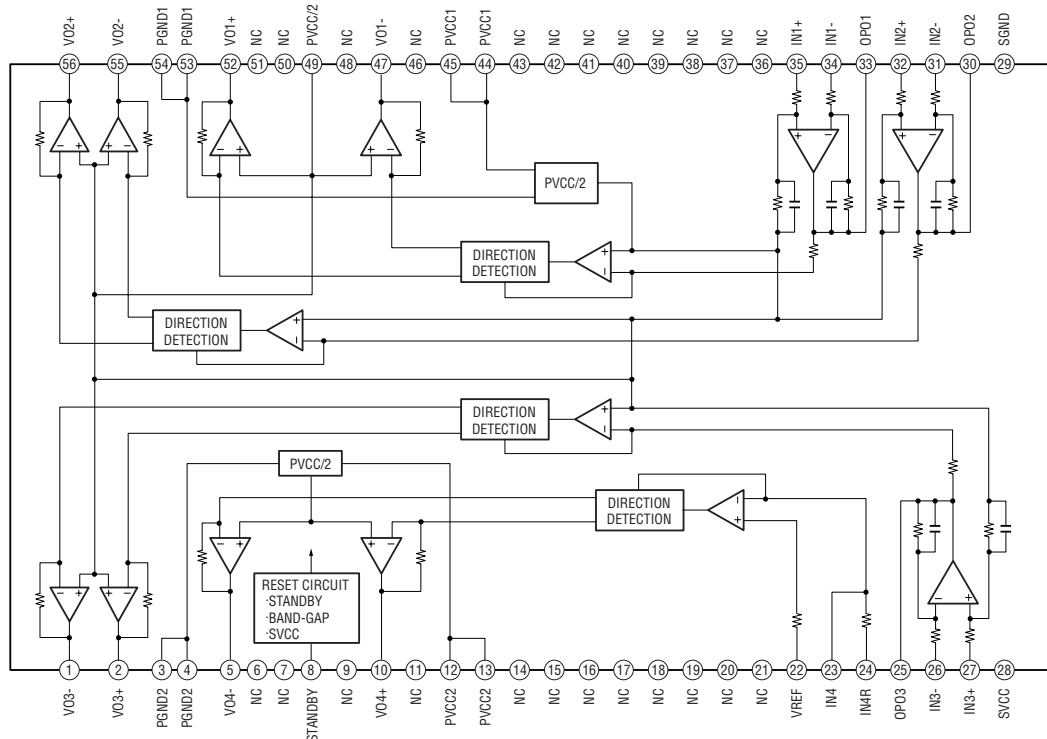 VO2+
VO2-
PGND1
PGND1
VO1+
NC
NC
PVCC/2
NC
VO1-
NC
PVCC1
PVCC1
NC
NC
NC
NC
NC
NC
NC
NC
IN1+
IN1-
OPO1
IN2+
IN2-
OPO2
SGND
56
55
54
53
52
51
50
49
48
47
46
45
44
43
42
41
40
39
38
37
36
35
34
33
32
31
30
29
- +
+ -
- +
+ -
+ -
+ -
PVCC/2
DIRECTION
DETECTION
+
-
DIRECTION
DETECTION
+
-
DIRECTION
DETECTION
+
-
PVCC/2
DIRECTION
DETECTION
-
+
- +
+ -
- +
+ -
- +
RESET CIRCUIT
·STANDBY
·BAND-GAP
·SVCC
1
2
3
4
5
6
7
8
9
10
11
12
13
14
15
16
17
18
19
20
21
22
23
24
25
26
27
28
VO3-
VO3+
PGND2
PGND2
VO4-
NC
NC
STANDBY
NC
VO4+
NC
PVCC2
PVCC2
NC
NC
NC
NC
NC
NC
NC
NC
VREF
IN4
IN4R
OPO3
IN3-
IN3+
SVCC